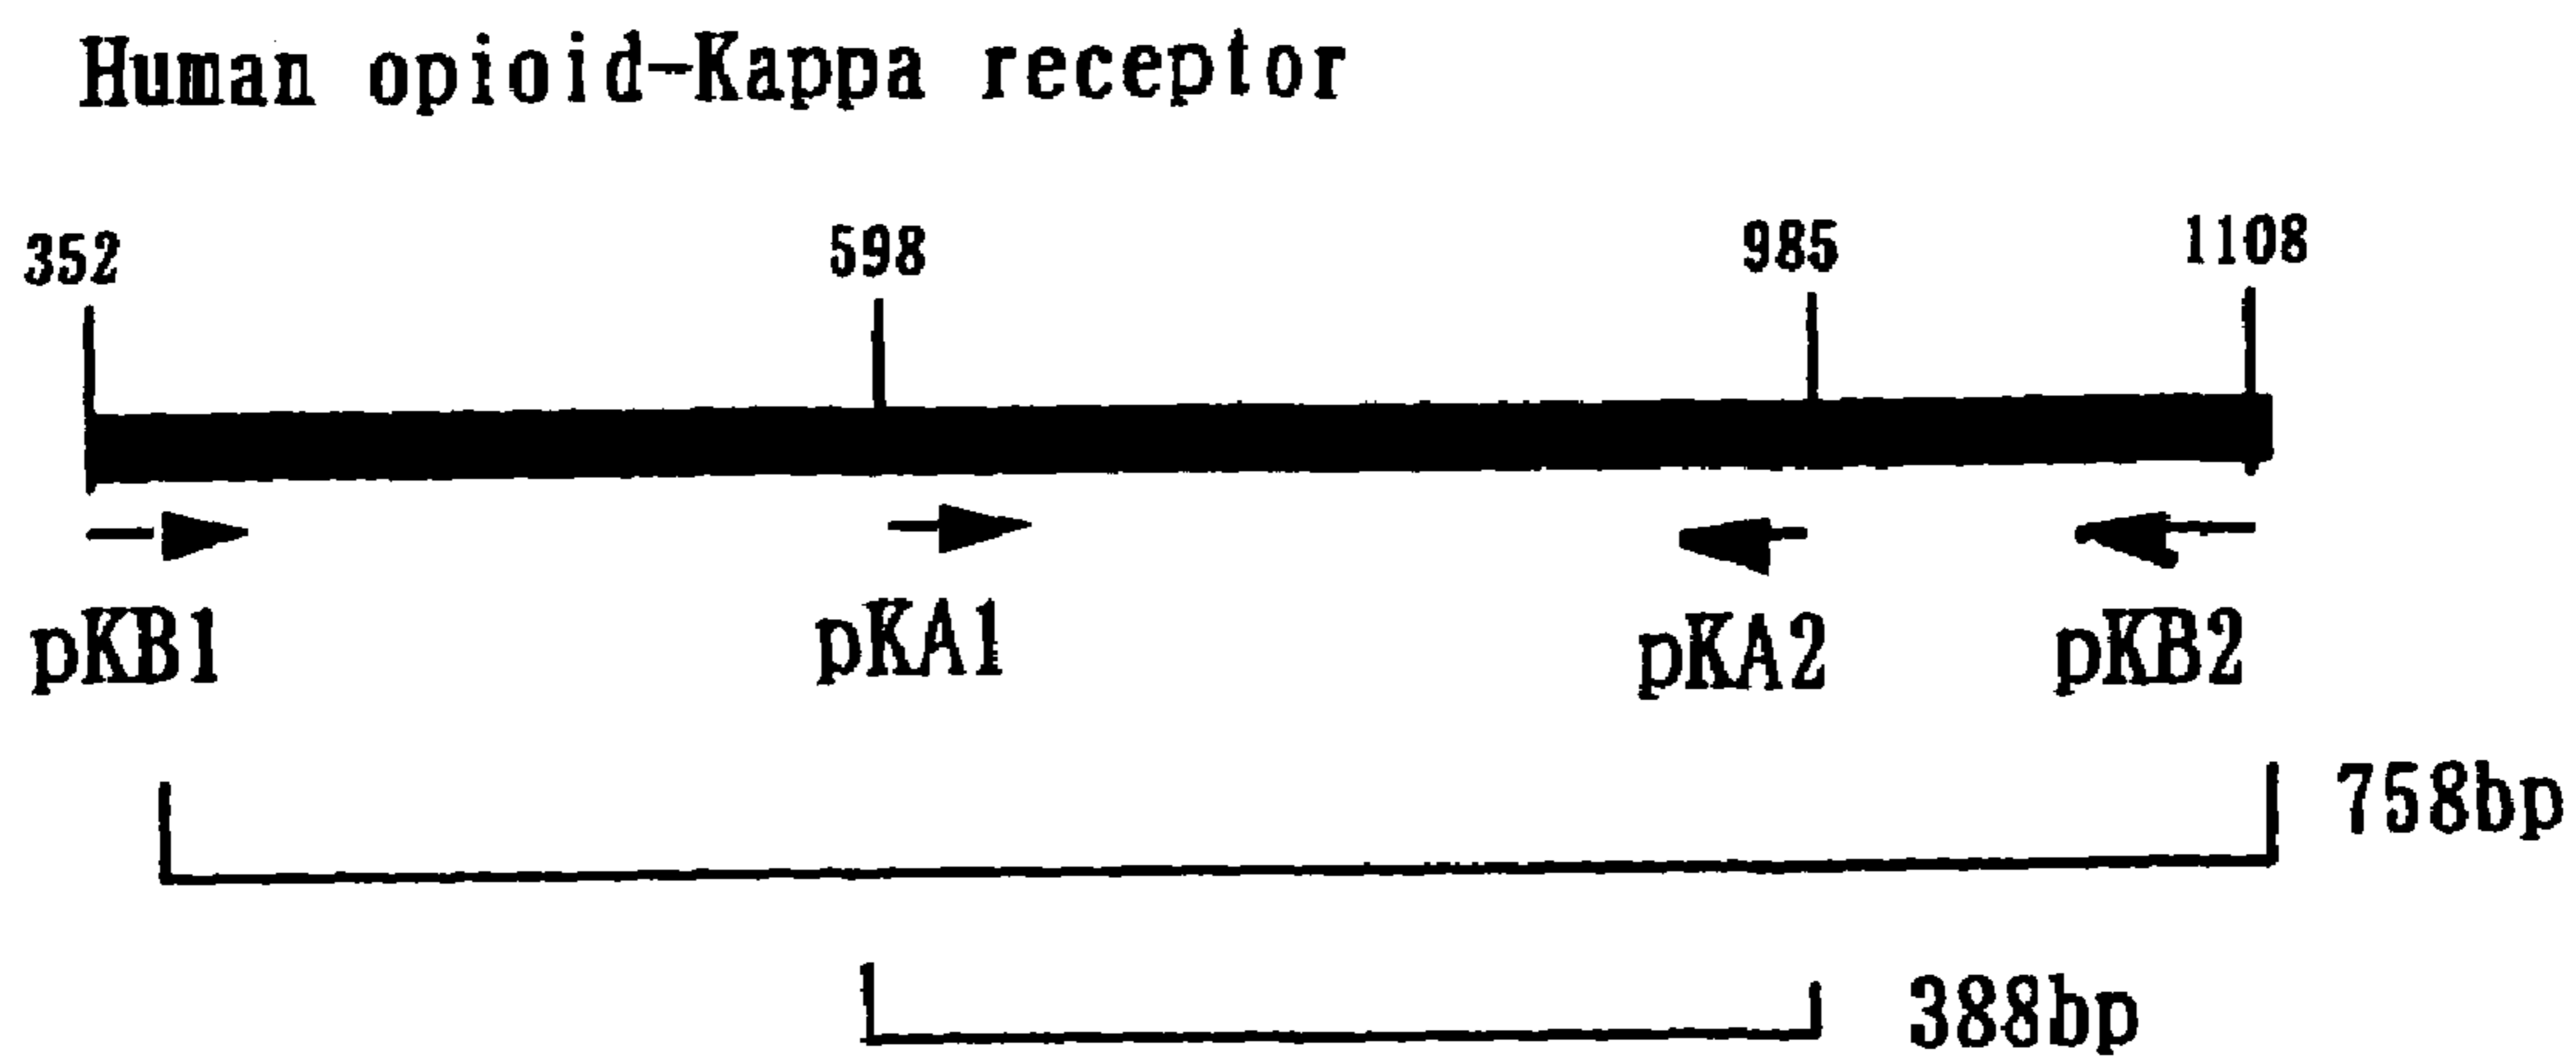 Human opioid-Kappa receptor
352 598 985 1108
pKB1 pKA1 pKA2 pKB2
758bp
388bp